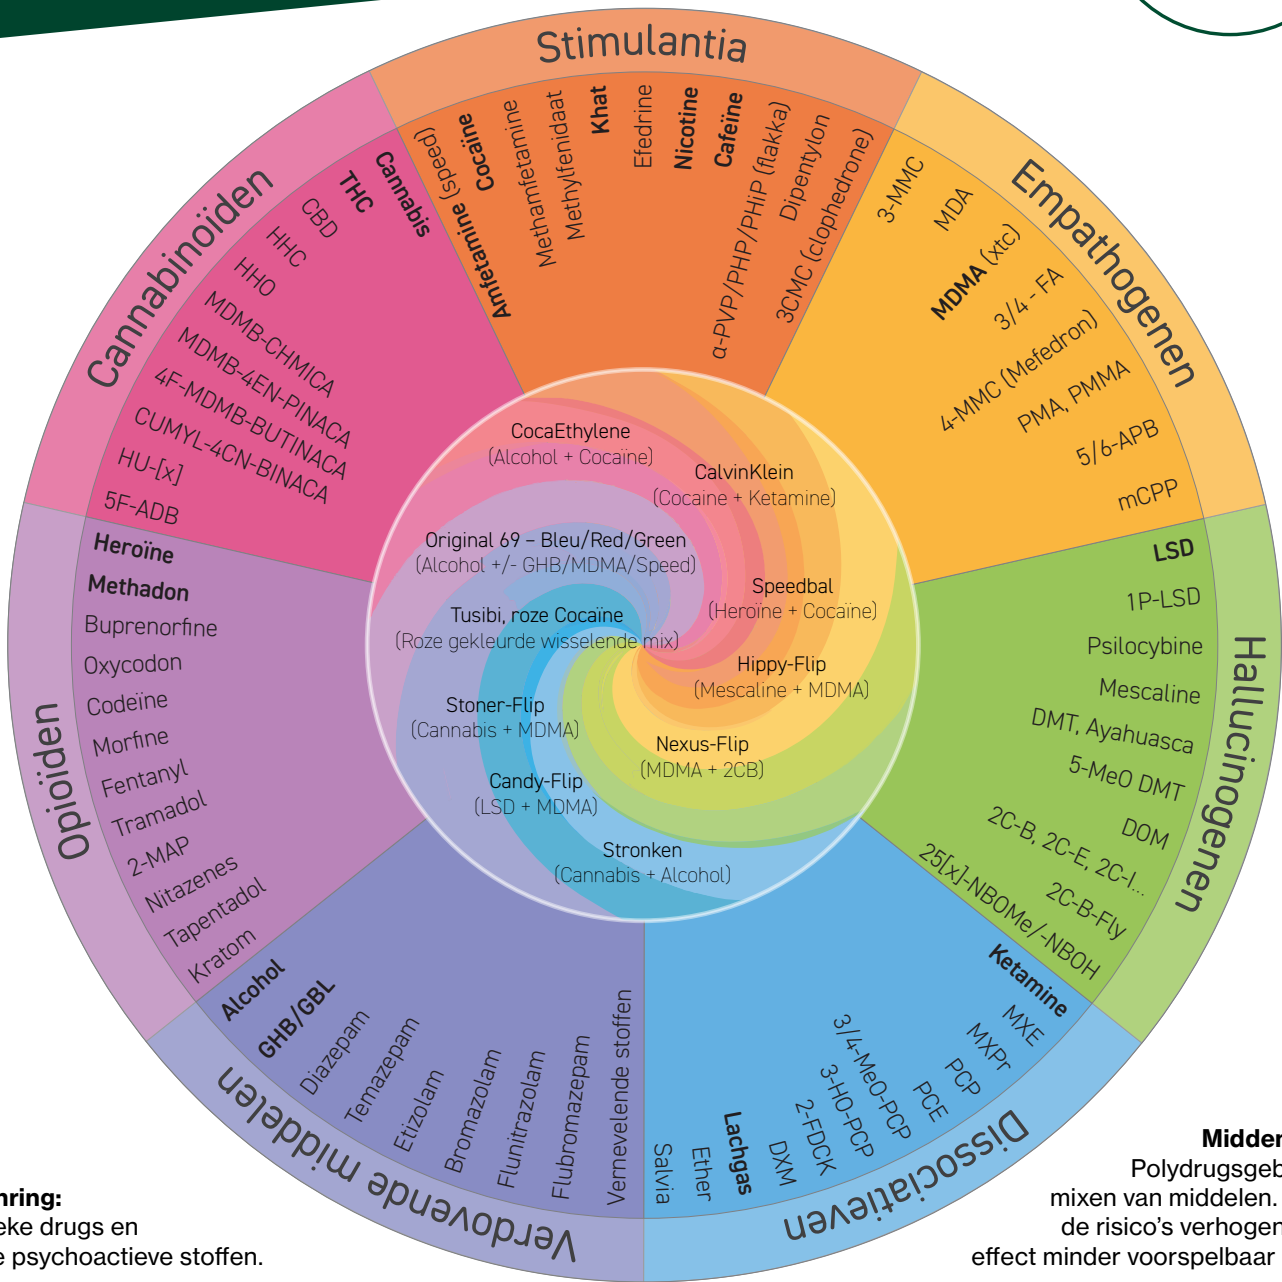 Stimulantia
Amfetamine (speed)
Cocaïne
Methamfetamine
Methylfenidaat
Khat
Efedrine
Nicotine
Cafeïne
α-PVP/PHP/PHiP (flakka)
Dipentylon
3CMC (clophedrone)
Empathogenen
3-MMC
MDA
MDMA (xtc)
3/4 - FA
4-MMC (Mefedron)
PMA, PMMA
5/6-APB
mCPP
Hallucinogenen
LSD
1P-LSD
Psilocybine
Mescaline
DMT, Ayahuasca
5-MeO DMT
DOM
2C-B, 2C-E, 2C-I...
2C-B-Fly
25[x]-NBOMe/-NBOH
Dissociatieven
Ketamine
MXE
MXPr
PCP
PCE
3/4-MeO-PCP
3-HO-PCP
2-FDCK
DXM
Lachgas
Ether
Salvia
Verdovende middelen
Vernevelende stoffen
Flubromazepam
Flunitrazolam
Bromazolam
Etizolam
Temazepam
Diazepam
GHB/GBL
Alcohol
Opioïden
Kratom
Tapentadol
Nitazenes
2-MAP
Tramadol
Fentanyl
Morfine
Codeïne
Oxycodon
Buprenorfine
Methadon
Heroïne
Cannabinoïden
5F-ADB
HU-[x]
CUMYL-4CN-BINACA
4F-MDMB-BUTINACA
MDMB-4EN-PINACA
MDMB-CHMICA
HHO
HHC
CBD
THC
Cannabis
CocaEthylene
(Alcohol + Cocaïne)
CalvinKlein
(Cocaine + Ketamine)
Original 69 – Bleu/Red/Green
(Alcohol +/- GHB/MDMA/Speed)
Speedbal
(Heroïne + Cocaïne)
Tusibi, roze Cocaïne
(Roze gekleurde wisselende mix)
Hippy-Flip
(Mescaline + MDMA)
Stoner-Flip
(Cannabis + MDMA)
Nexus-Flip
(MDMA + 2CB)
Candy-Flip
(LSD + MDMA)
Stronken
(Cannabis + Alcohol)
nring:
eke drugs en
e psychoactieve stoffen.
Midden
Polydrugsgeb
mixen van middelen.
de risico's verhogen
effect minder voorspelbaar